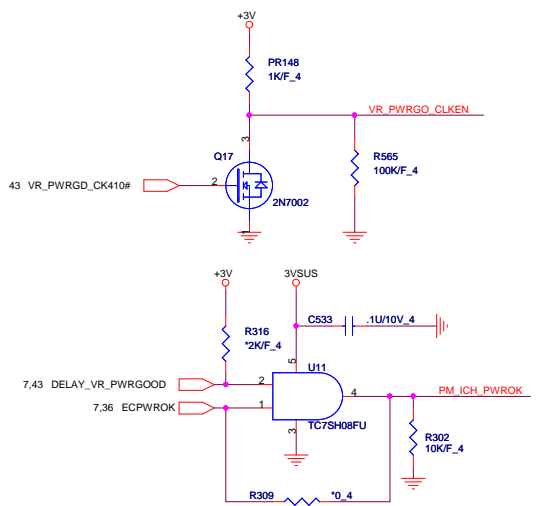 +3V
PR148
1K/F_4
VR_PWRGO_CLKEN
3
Q17
R565
100K/F_4
43 VR_PWRGD_CK410#
2
2N7002
1
+3V
3VSUS
C533
.1U/10V_4
R316
*2K/F_4
5
U11
7,43 DELAY_VR_PWRGOOD
2
4
PM_ICH_PWROK
7,36 ECPWROK
1
TC7SH08FU
3
R302
10K/F_4
R309
*0_4